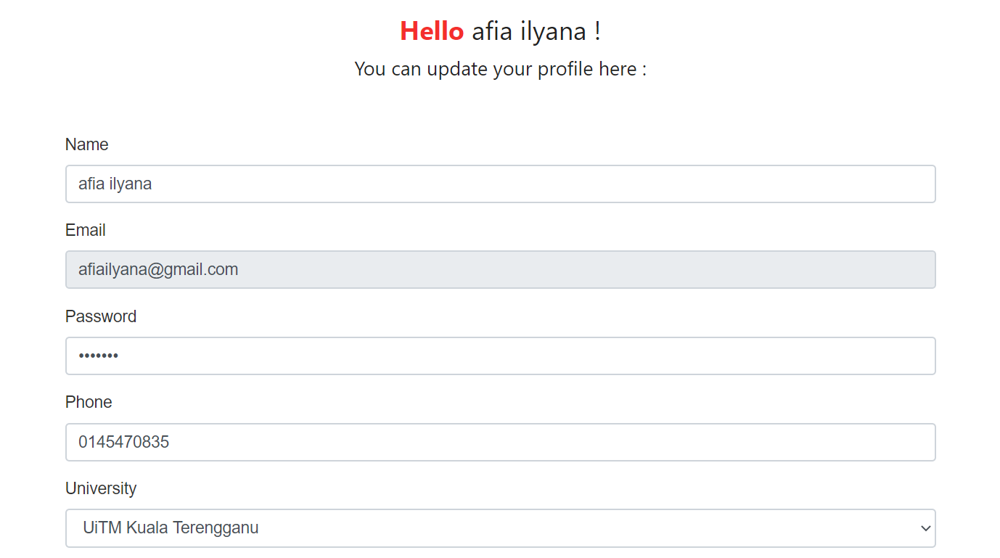 Hello afia ilyana !
You can update your profile here :
Name
afia ilyana
Email
afiailyana@gmail.com
Password
•••••••
Phone
0145470835
University
UiTM Kuala Terengganu